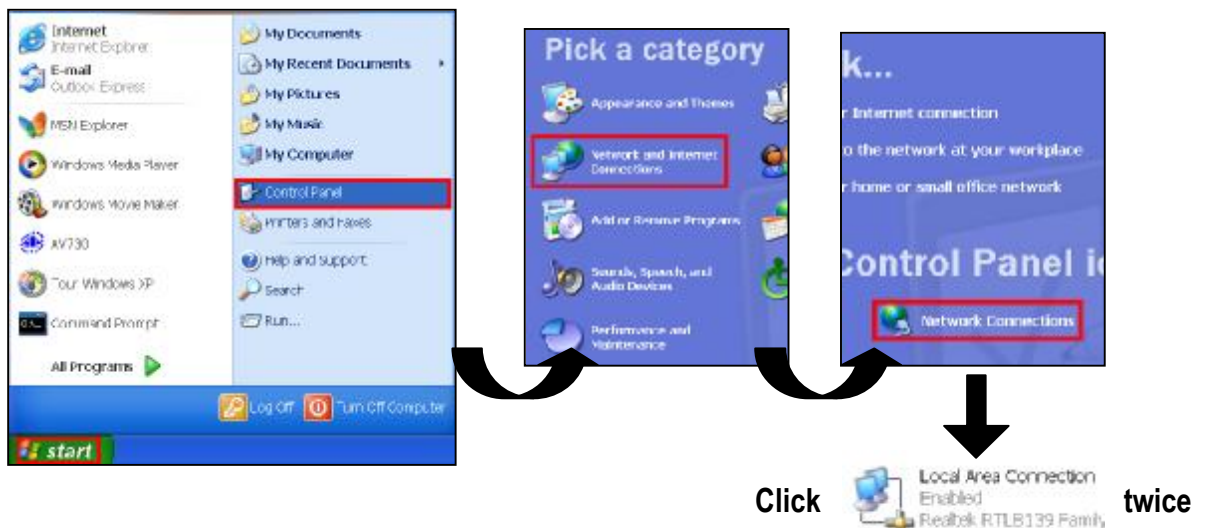 Internet
Internet Explorer
E-mail
Outlook Express
MSN Explorer
Windows Media Player
Windows Movie Maker
AV730
Tour Windows XP
Command Prompt
All Programs
My Documents
My Recent Documents
My Pictures
My Music
My Computer
Control Panel
Printers and Faxes
Help and Support
Search
Run...
Log Off
Turn Off Computer
start
Pick a category
Appearance and Themes
Network and Internet
Connections
Add or Remove Programs
Sounds, Speech, and
Audio Devices
Performance and
Maintenance
k...
r Internet connection
o the network at your workplace
r home or small office network
Control Panel ic
Network Connections
Click
Local Area Connection
Enabled
Realtek RTL8139 Family
twice